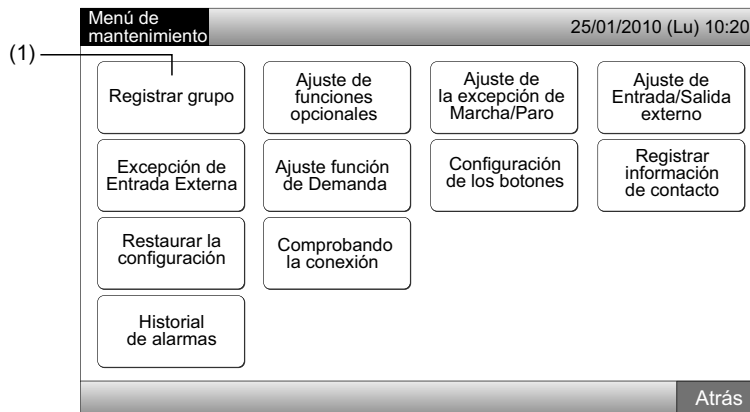 Menú de
mantenimiento
25/01/2010 (Lu) 10:20
(1)
Registrar grupo
Ajuste de
funciones
opcionales
Ajuste de
la excepción de
Marcha/Paro
Ajuste de
Entrada/Salida
externo
Excepción de
Entrada Externa
Ajuste función
de Demanda
Configuración
de los botones
Registrar
información
de contacto
Restaurar la
configuración
Comprobando
la conexión
Historial
de alarmas
Atrás